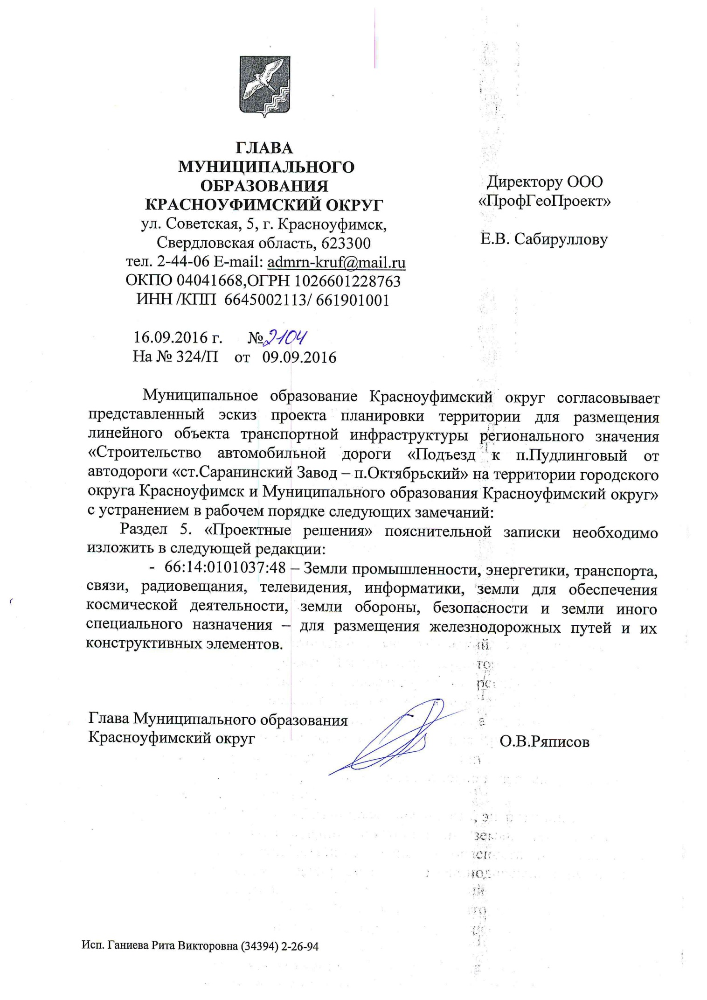 ГЛАВА
МУНИЦИПАЛЬНОГО
ОБРАЗОВАНИЯ
КРАСНОУФИМСКИЙ ОКРУГ
ул. Советская, 5, г. Красноуфимск,
Свердловская область, 623300
тел. 2-44-06 E-mail: admrn-kruf@mail.ru
ОКПО 04041668,ОГРН 1026601228763
ИНН /КПП 6645002113/ 661901001
Директору ООО
«ПрофГеоПроект»
Е.В. Сабируллову
16.09.2016 г. № 2104
На № 324/П от 09.09.2016
Муниципальное образование Красноуфимский округ согласовывает
представленный эскиз проекта планировки территории для размещения
линейного объекта транспортной инфраструктуры регионального значения
«Строительство автомобильной дороги «Подъезд к п.Пудлинговый от
автодороги «ст.Саранинский Завод – п.Октябрьский» на территории городского
округа Красноуфимск и Муниципального образования Красноуфимский округ»
с устранением в рабочем порядке следующих замечаний:
Раздел 5. «Проектные решения» пояснительной записки необходимо
изложить в следующей редакции:
- 66:14:0101037:48 – Земли промышленности, энергетики, транспорта,
связи, радиовещания, телевидения, информатики, земли для обеспечения
космической деятельности, земли обороны, безопасности и земли иного
специального назначения – для размещения железнодорожных путей и их
конструктивных элементов.
Глава Муниципального образования
Красноуфимский округ О.В.Ряписов
Исп. Ганиева Рита Викторовна (34394) 2-26-94